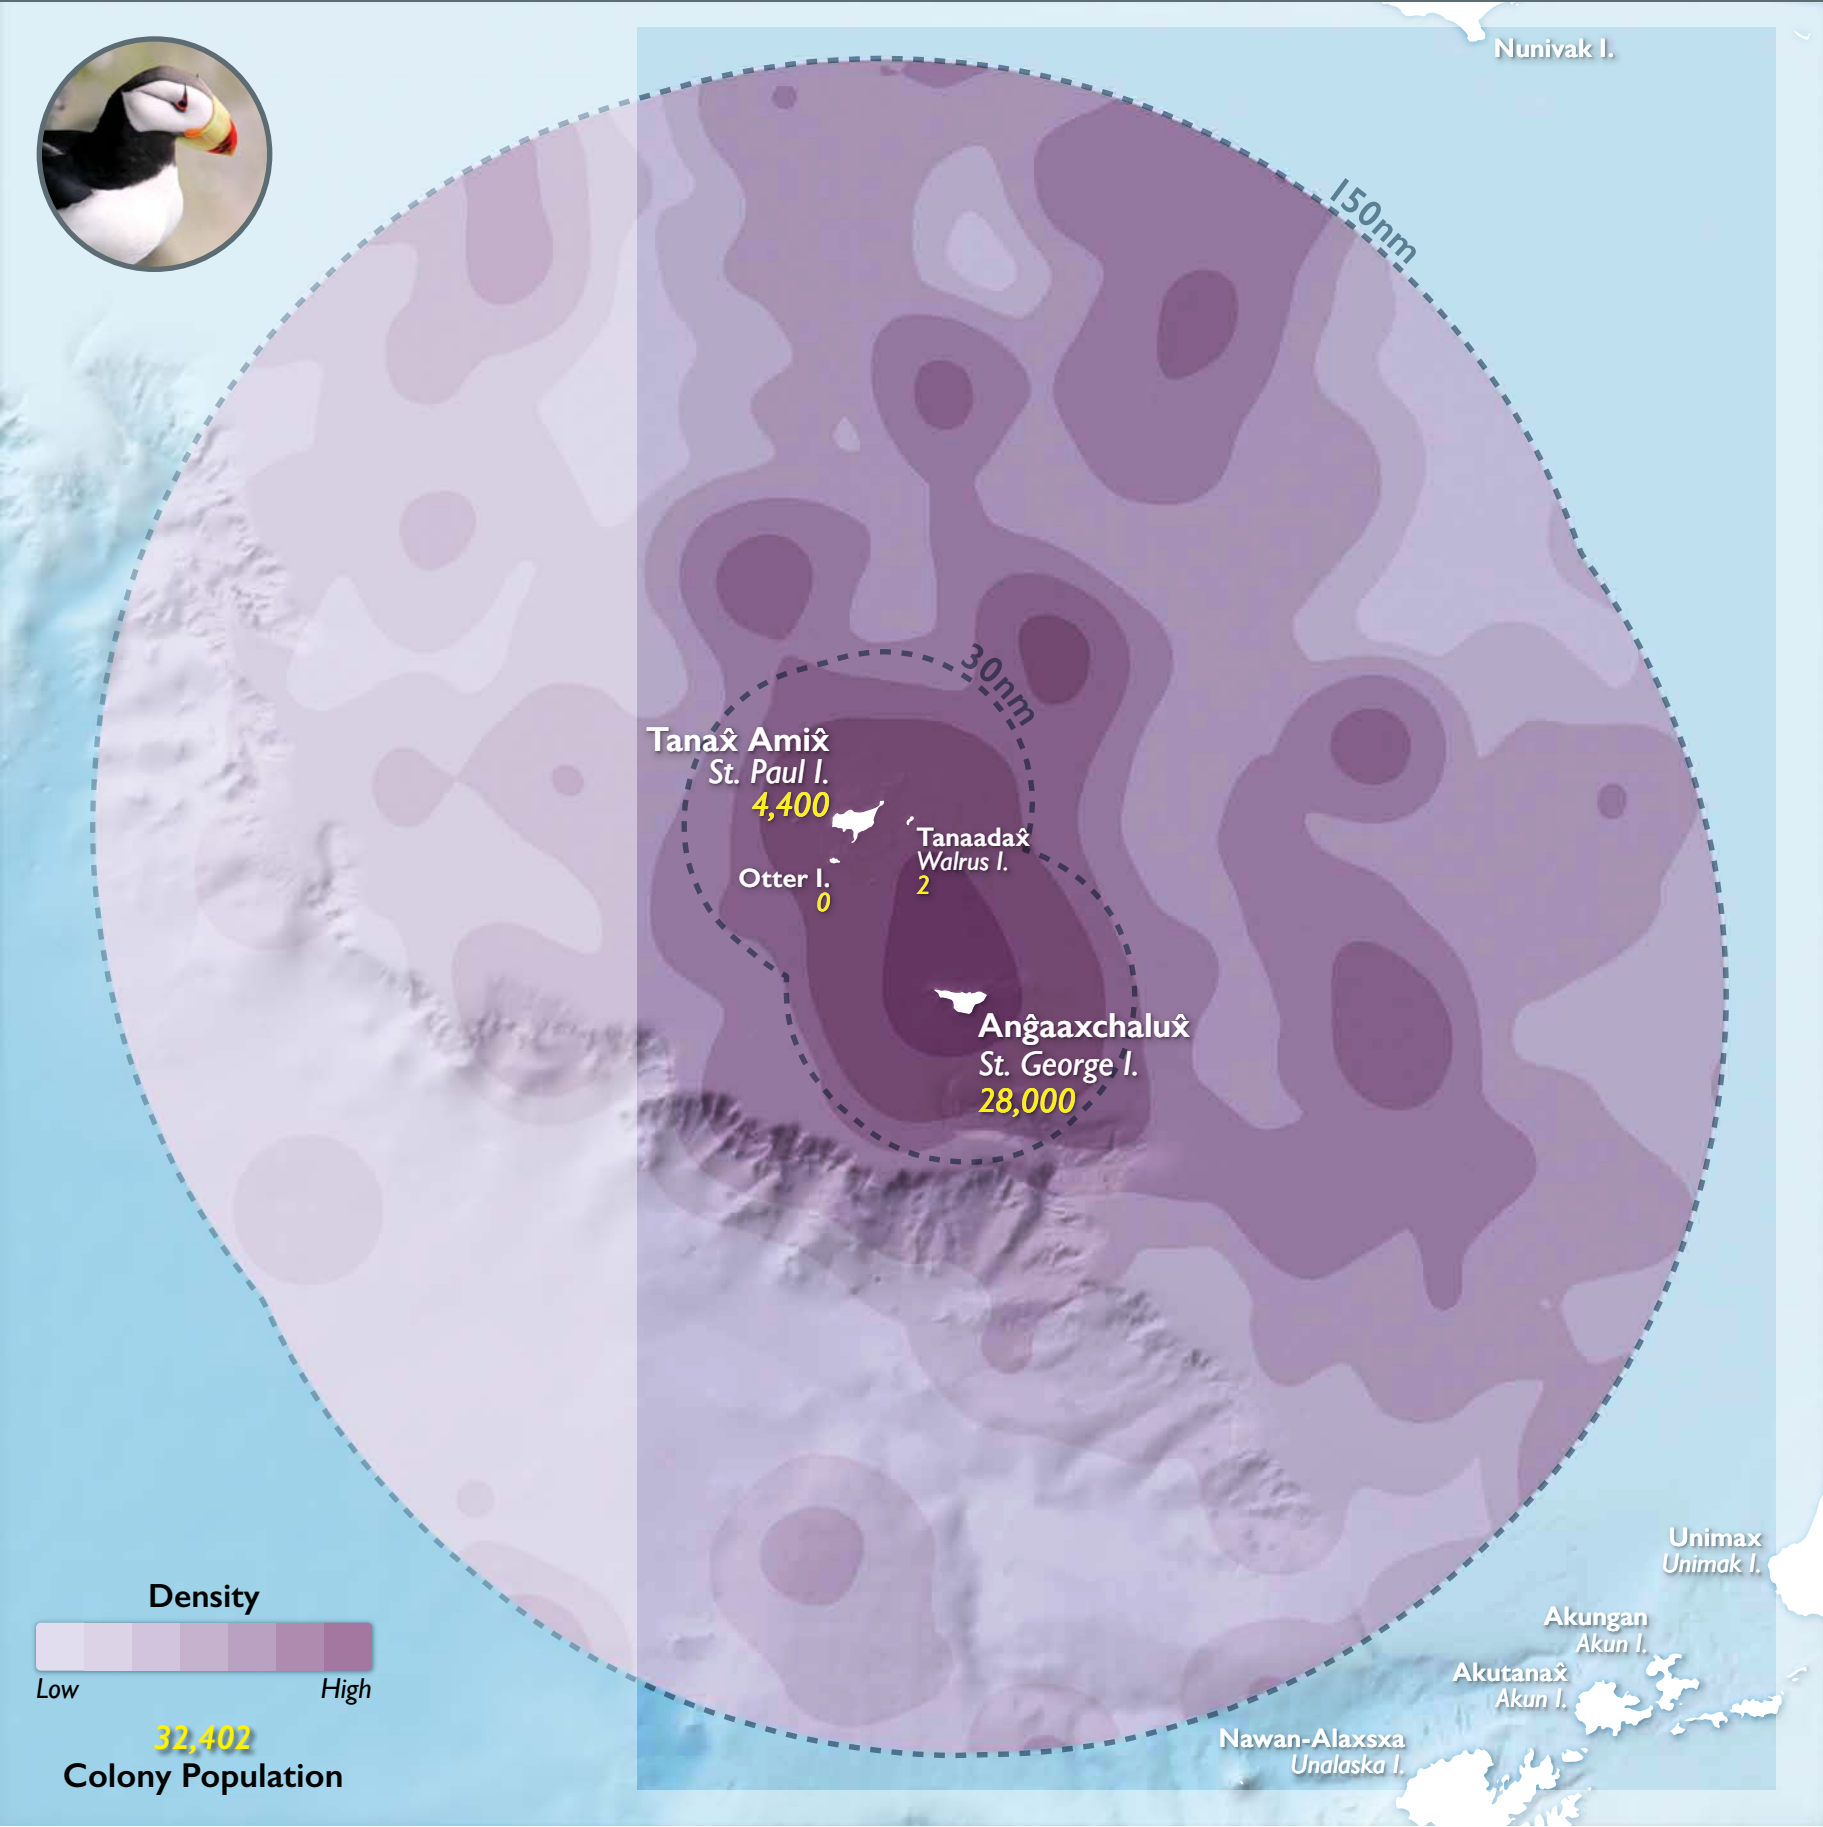 Nunivak I.
150nm
30nm
Tanax̂ Amix̂
St. Paul I.
4,400
Tanaadax̂
Walrus I.
2
Otter I.
0
Anĝaaxchalux̂
St. George I.
28,000
Unimax
Unimak I.
Akungan
Akun I.
Akutanax̂
Akun I.
Nawan-Alaxsxa
Unalaska I.
Density
Low High
32,402
Colony Population